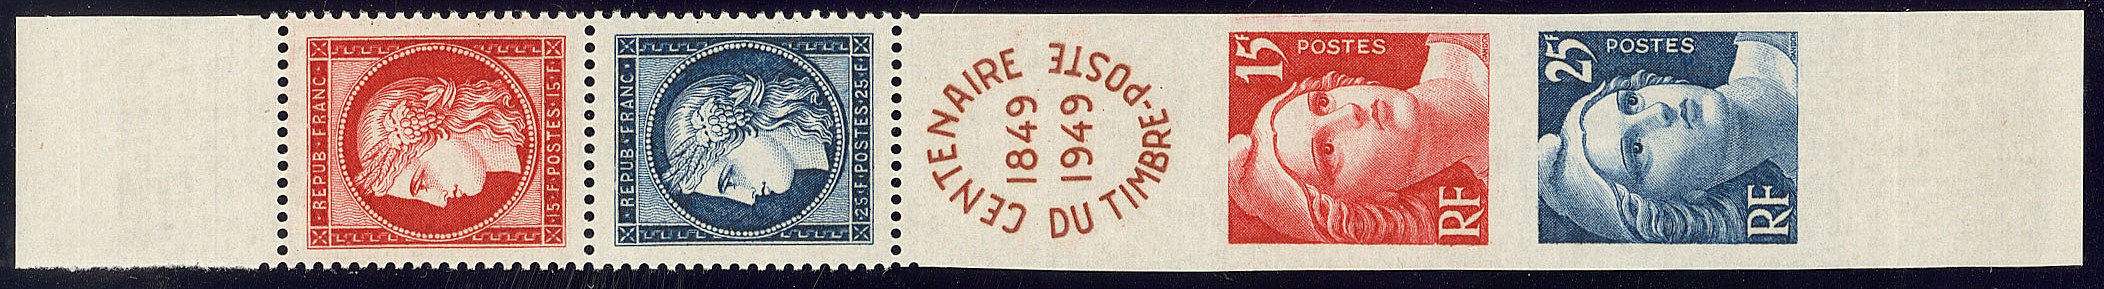 · REPUB · FRANC ·
· 15 · F · POSTES · 15 · F ·
· REPUB · FRANC ·
· 25 · F · POSTES · 25 · F ·
CENTENAIRE DU TIMBRE-POSTE
1849
1949
15F
POSTES
RF
25F
POSTES
RF